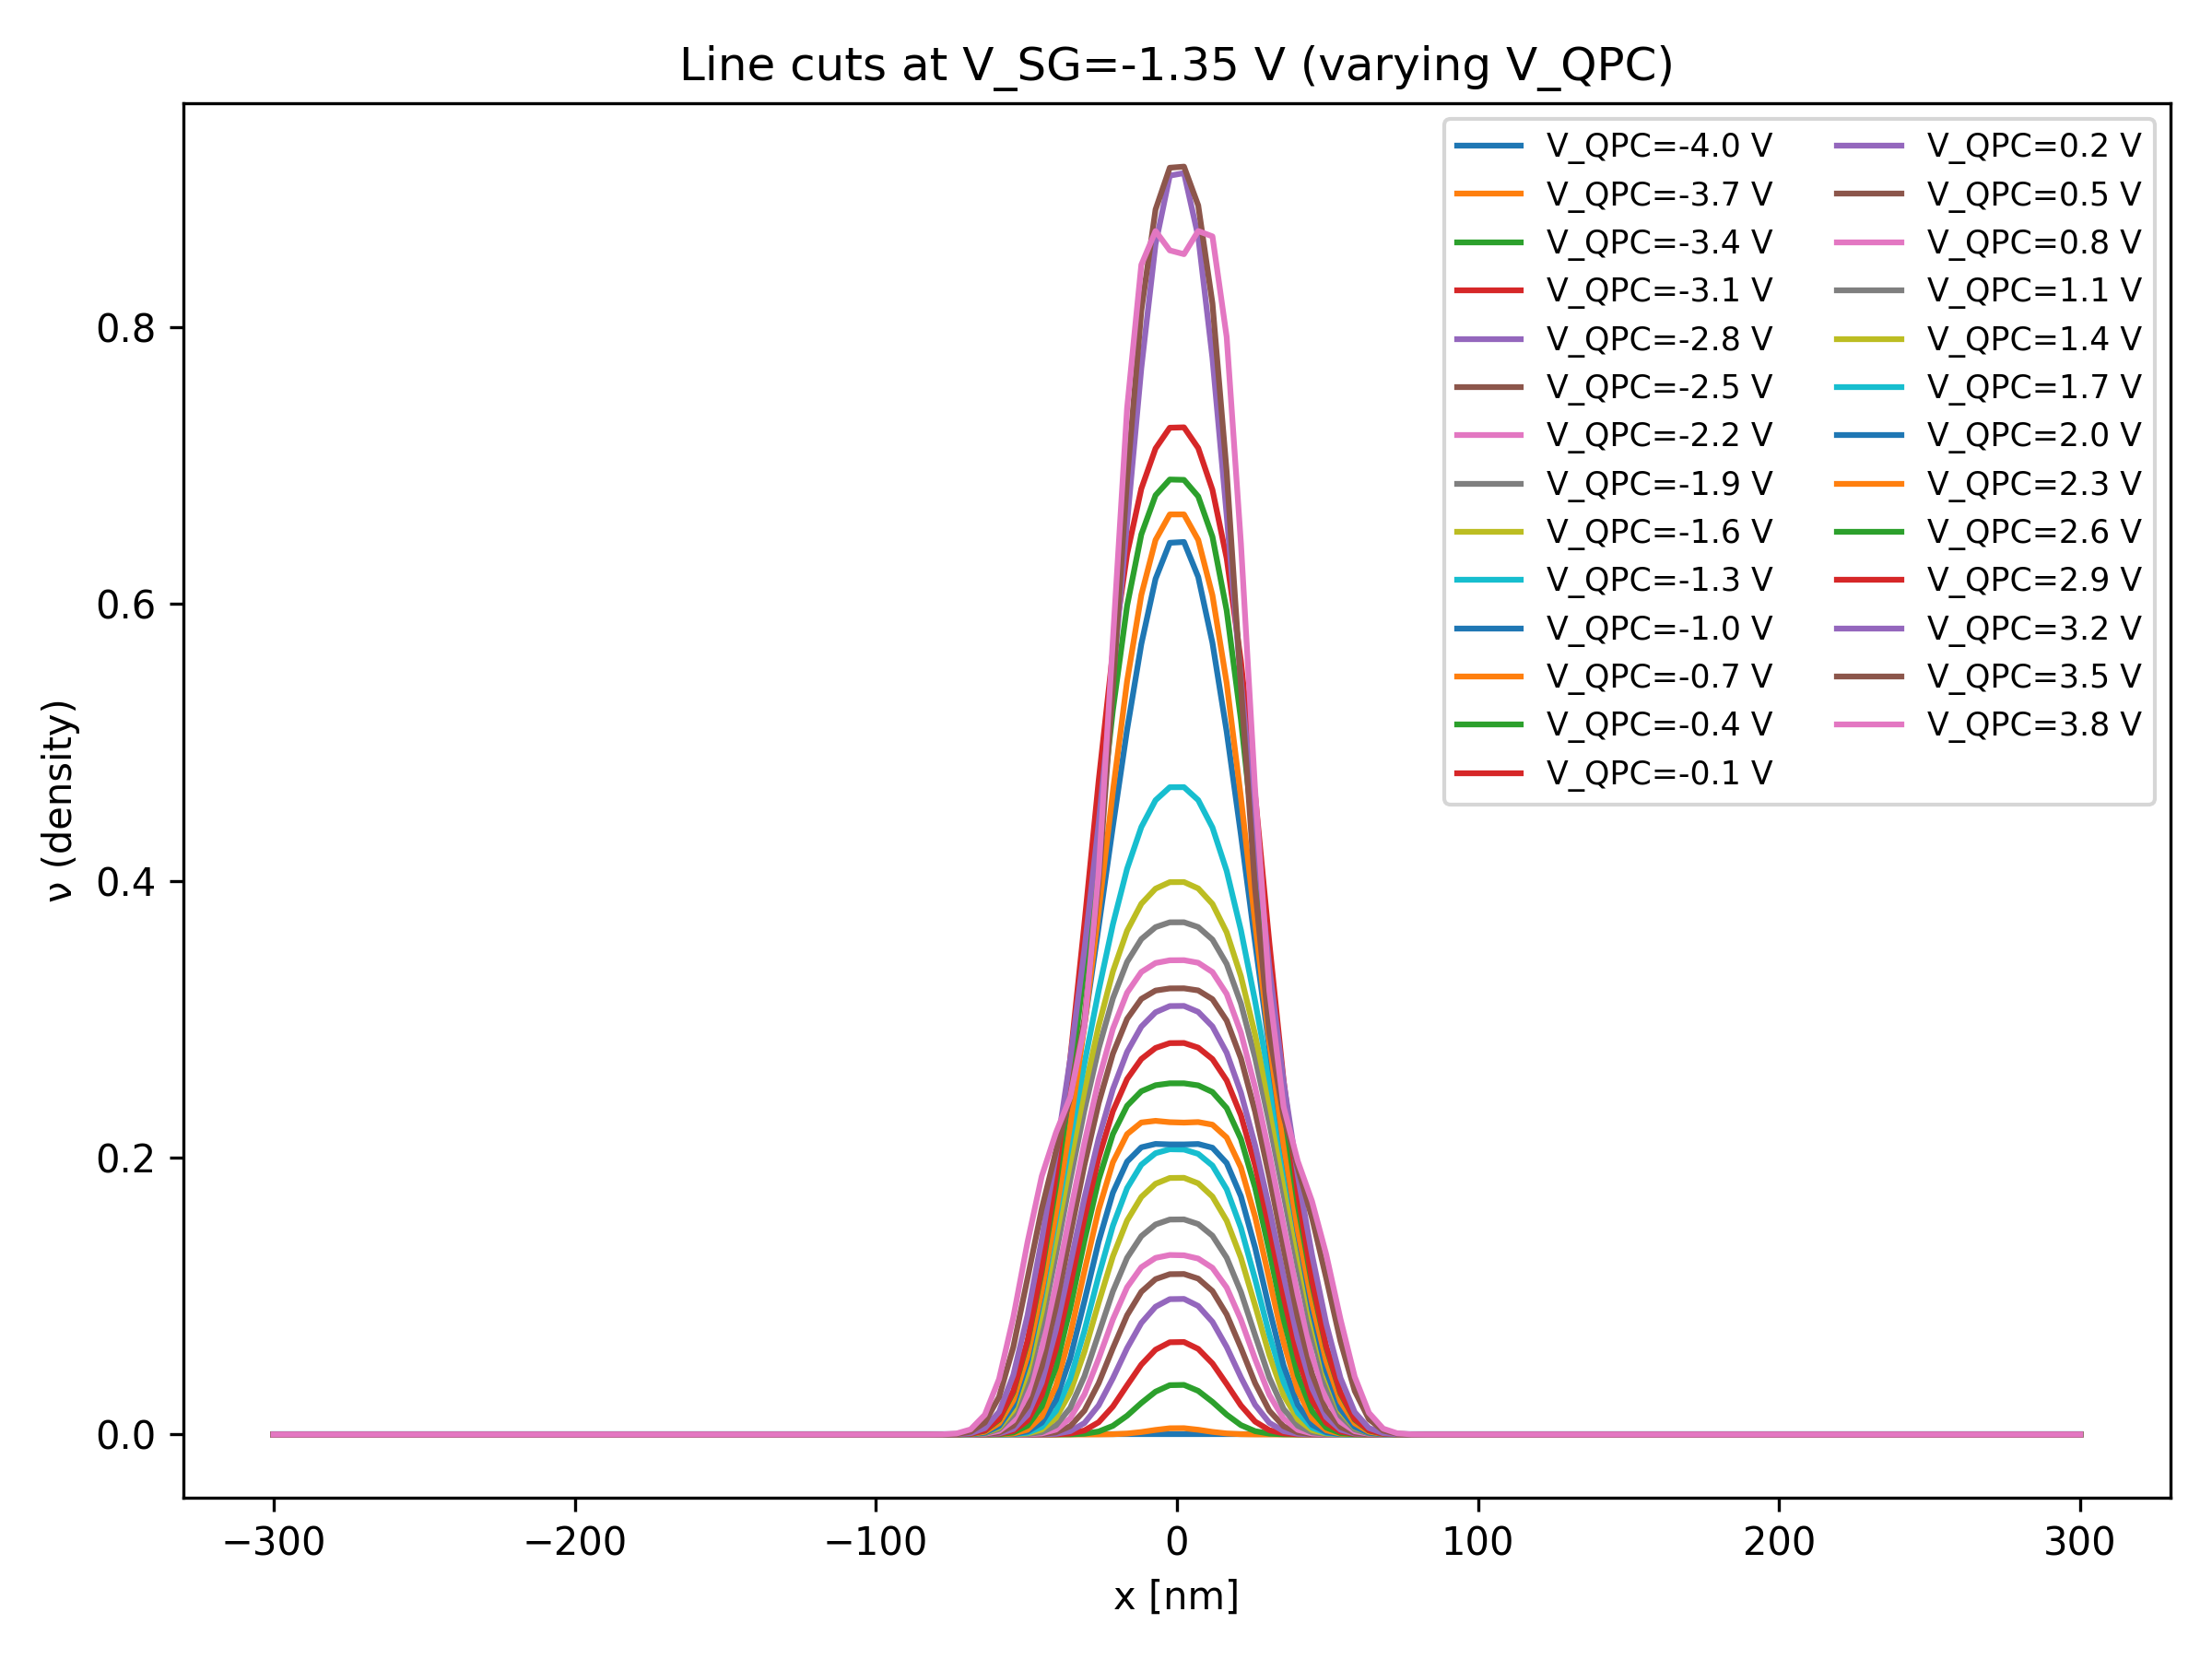 Line cuts at V_SG=-1.35 V (varying V_QPC)
ν (density)
0.8
0.6
0.4
0.2
0.0
V_QPC=-4.0 V
V_QPC=-3.7 V
V_QPC=-3.4 V
V_QPC=-3.1 V
V_QPC=-2.8 V
V_QPC=-2.5 V
V_QPC=-2.2 V
V_QPC=-1.9 V
V_QPC=-1.6 V
V_QPC=-1.3 V
V_QPC=-1.0 V
V_QPC=-0.7 V
V_QPC=-0.4 V
V_QPC=-0.1 V
V_QPC=0.2 V
V_QPC=0.5 V
V_QPC=0.8 V
V_QPC=1.1 V
V_QPC=1.4 V
V_QPC=1.7 V
V_QPC=2.0 V
V_QPC=2.3 V
V_QPC=2.6 V
V_QPC=2.9 V
V_QPC=3.2 V
V_QPC=3.5 V
V_QPC=3.8 V
−300 −200 −100 0 100 200 300
x [nm]